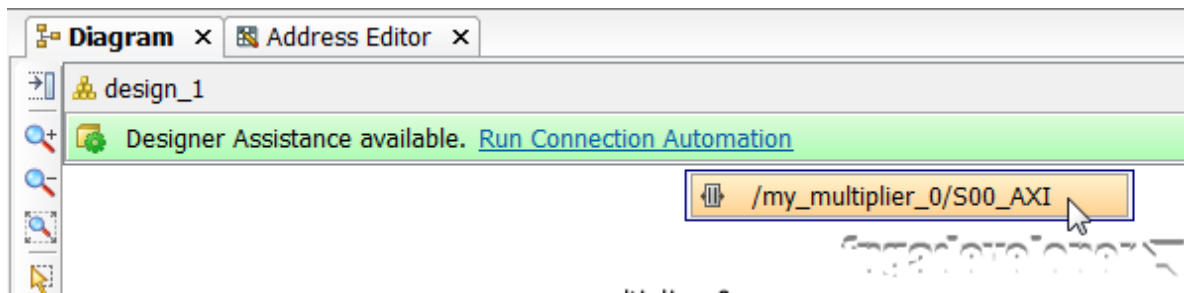 Diagram Address Editor
design_1
Designer Assistance available. Run Connection Automation
/my_multiplier_0/S00_AXI